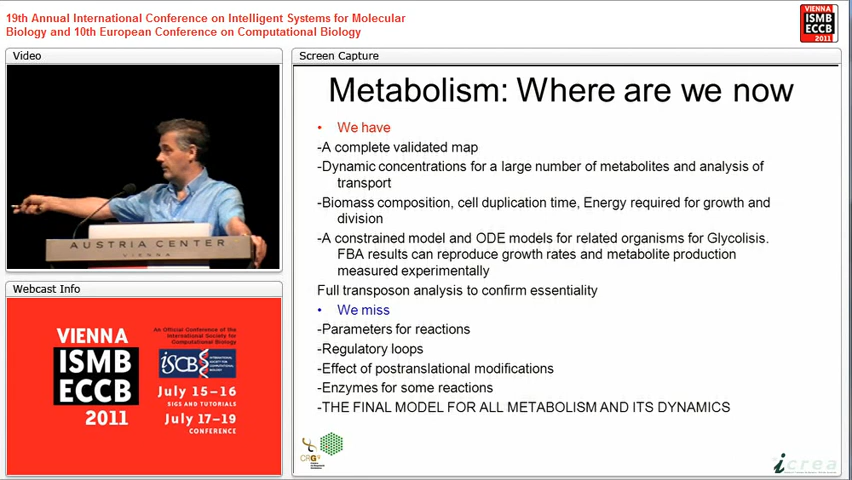 19th Annual International Conference on Intelligent Systems for Molecular
Biology and 10th European Conference on Computational Biology
VIENNA
ISMB
ECCB
2011
Video
AUSTRIA CENTER
VIENNA
Webcast Info
VIENNA
ISMB
ECCB
2011
An Official Conference of the
International Society for
Computational Biology
ISCB
INTERNATIONAL
SOCIETY FOR
COMPUTATIONAL
BIOLOGY
July 15–16
SIGS AND TUTORIALS
July 17–19
CONFERENCE
Screen Capture
Metabolism: Where are we now
• We have
-A complete validated map
-Dynamic concentrations for a large number of metabolites and analysis of
transport
-Biomass composition, cell duplication time, Energy required for growth and
division
-A constrained model and ODE models for related organisms for Glycolisis.
FBA results can reproduce growth rates and metabolite production
measured experimentally
Full transposon analysis to confirm essentiality
• We miss
-Parameters for reactions
-Regulatory loops
-Effect of postranslational modifications
-Enzymes for some reactions
-THE FINAL MODEL FOR ALL METABOLISM AND ITS DYNAMICS
CRG
icrea